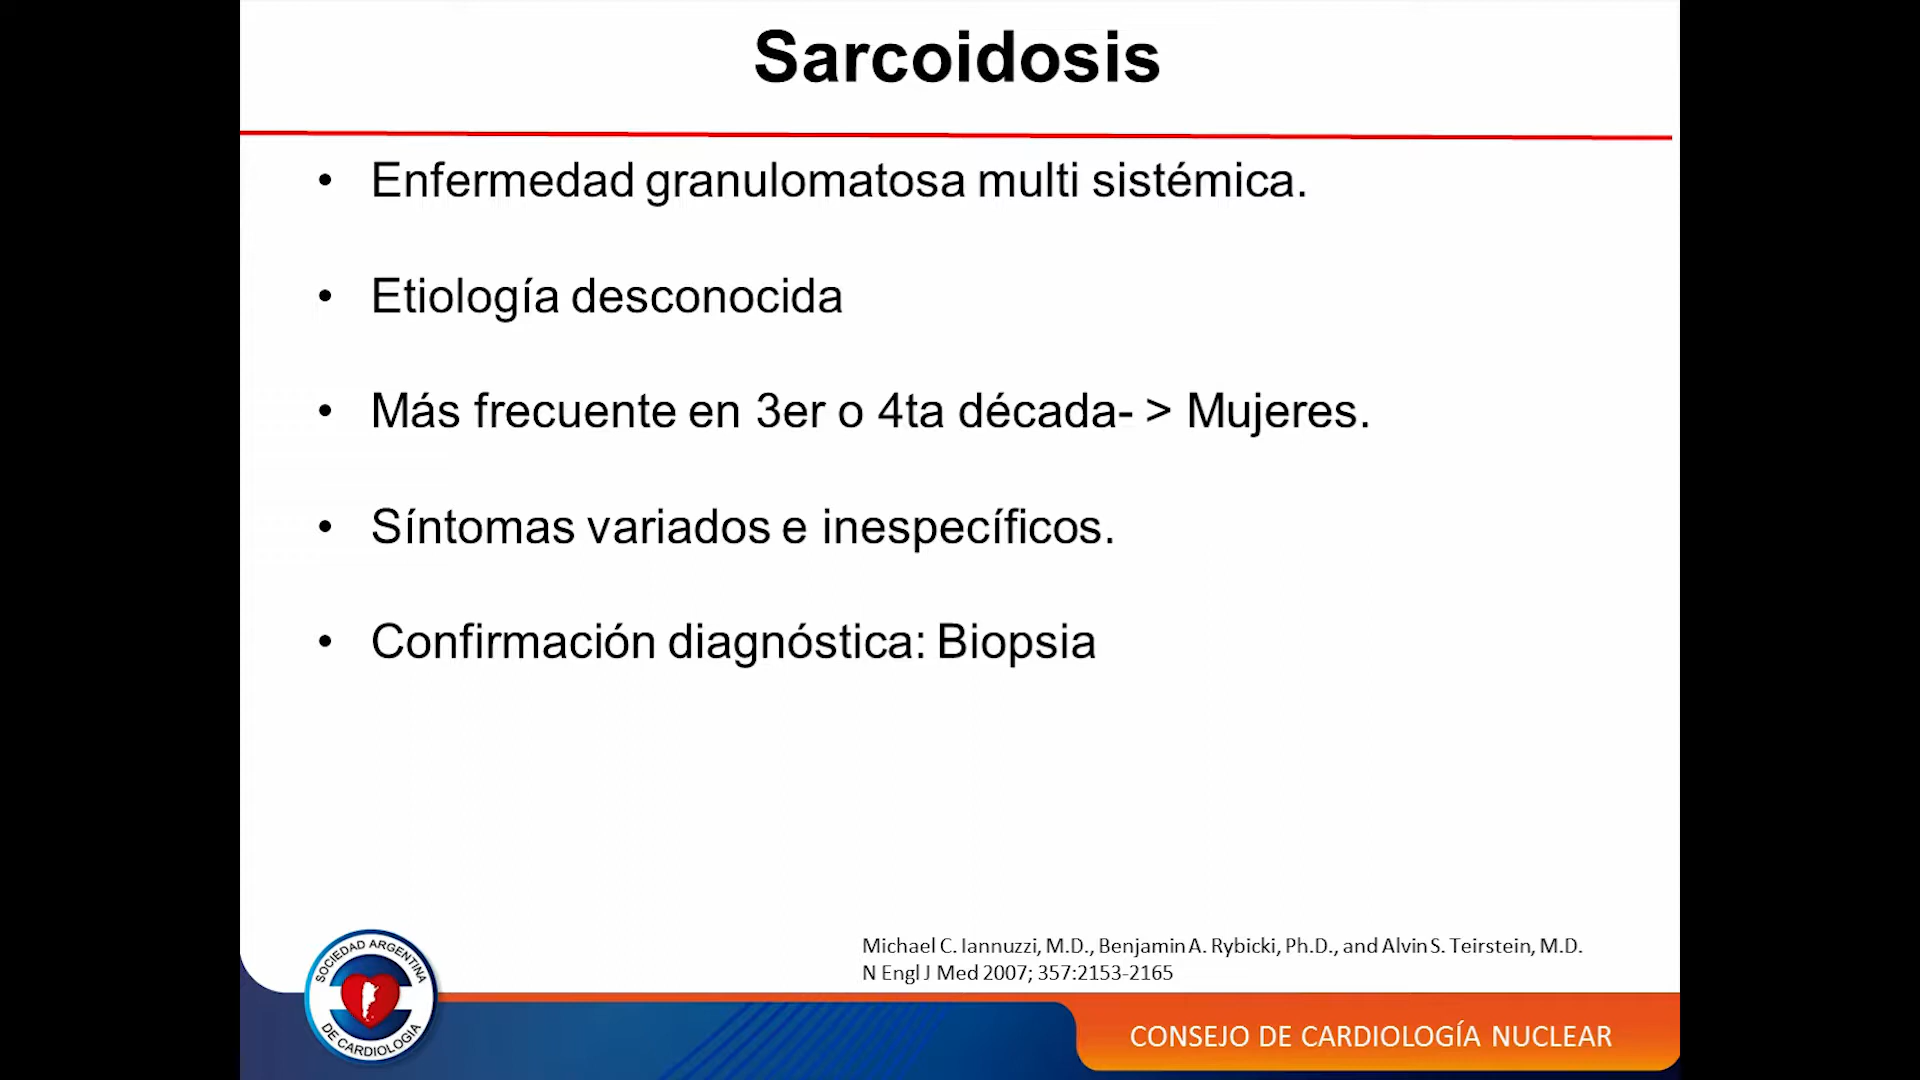 Sarcoidosis
• Enfermedad granulomatosa multi sistémica.
• Etiología desconocida
• Más frecuente en 3er o 4ta década- > Mujeres.
• Síntomas variados e inespecíficos.
• Confirmación diagnóstica: Biopsia
Michael C. Iannuzzi, M.D., Benjamin A. Rybicki, Ph.D., and Alvin S. Teirstein, M.D.
N Engl J Med 2007; 357:2153-2165
SOCIEDAD ARGENTINA
DE CARDIOLOGIA
CONSEJO DE CARDIOLOGÍA NUCLEAR